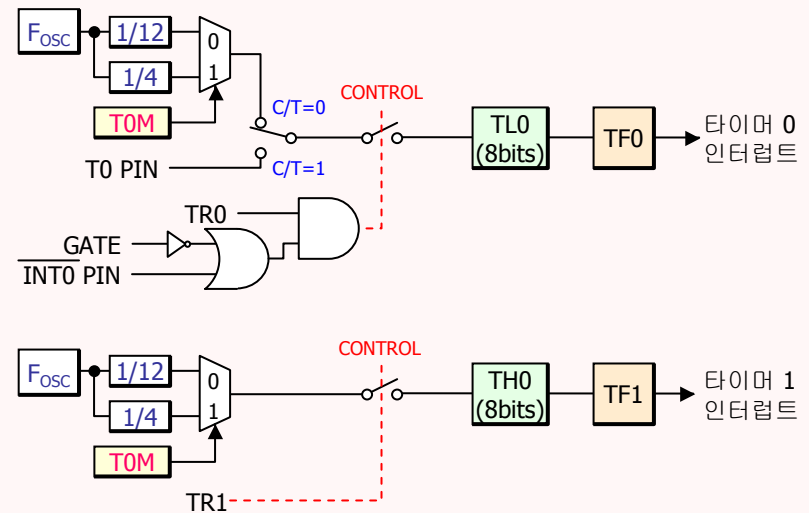 FOSC
1/12
1/4
0
1
T0M
C/T=0
C/T=1
T0 PIN
CONTROL
TL0
(8bits)
TF0
타이머 0
인터럽트
TR0
GATE
INT0 PIN
FOSC
1/12
1/4
0
1
T0M
CONTROL
TH0
(8bits)
TF1
타이머 1
인터럽트
TR1